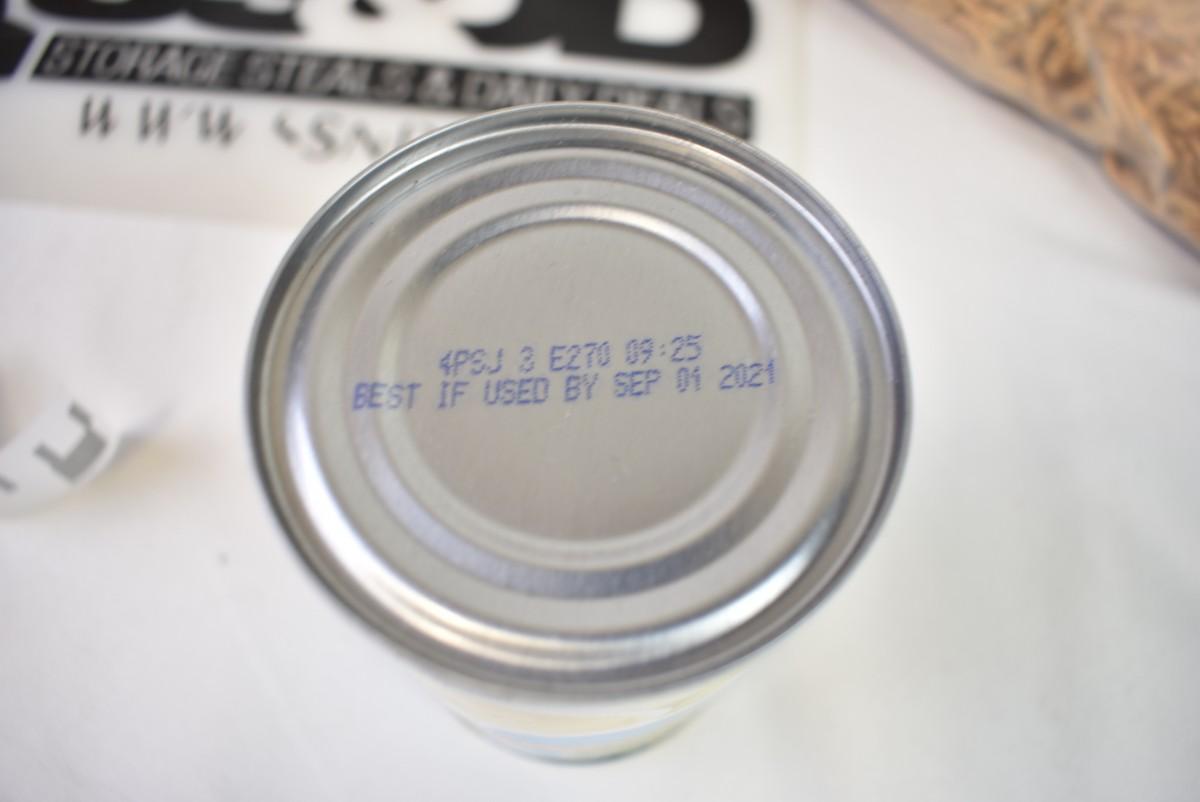 STORAGE STEALS & DAILY DEALS
4PSJ 3 E270 09:25
BEST IF USED BY SEP 01 2021